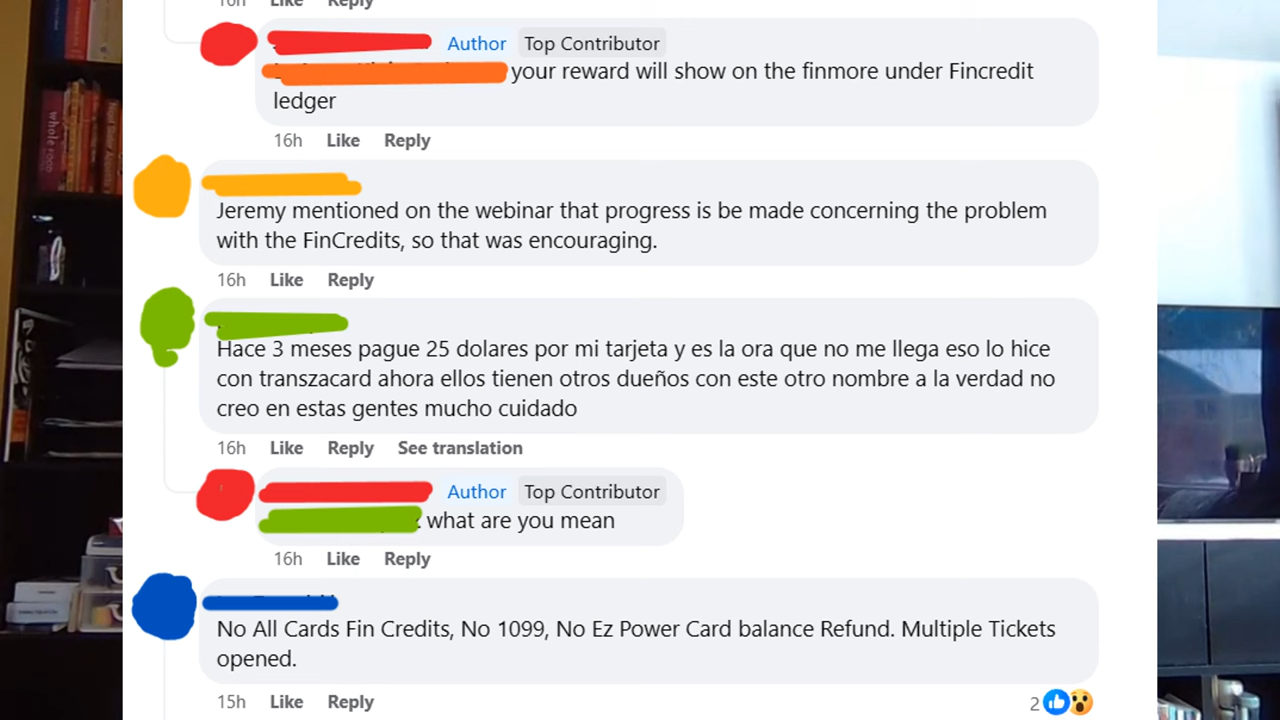 16h Like Reply
Author Top Contributor
your reward will show on the finmore under Fincredit
ledger
16h Like Reply
Jeremy mentioned on the webinar that progress is be made concerning the problem
with the FinCredits, so that was encouraging.
16h Like Reply
Hace 3 meses pague 25 dolares por mi tarjeta y es la ora que no me llega eso lo hice
con transzacard ahora ellos tienen otros dueños con este otro nombre a la verdad no
creo en estas gentes mucho cuidado
16h Like Reply See translation
Author Top Contributor
what are you mean
16h Like Reply
No All Cards Fin Credits, No 1099, No Ez Power Card balance Refund. Multiple Tickets
opened.
15h Like Reply 2
whole food